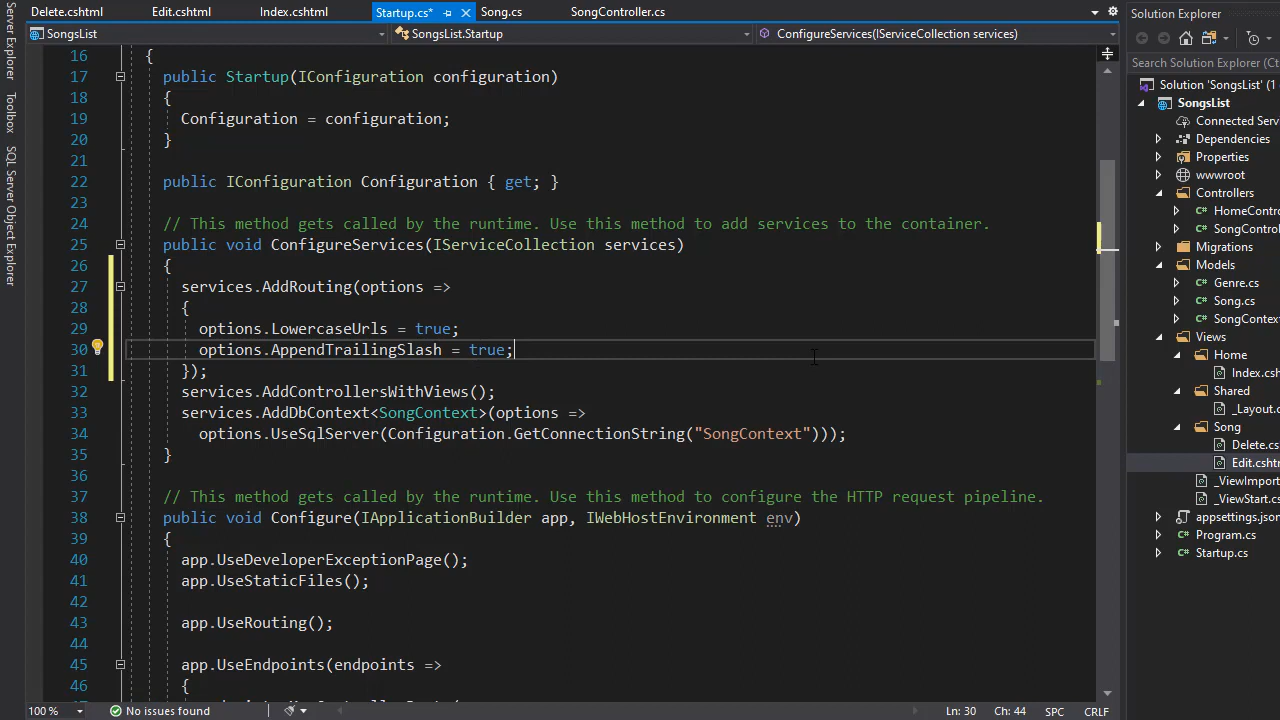 Delete.cshtml Edit.cshtml Index.cshtml Startup.cs* Song.cs SongController.cs
SongsList SongsList.Startup ConfigureServices(IServiceCollection services)
Server Explorer
Toolbox
SQL Server Object Explorer
16 {
17 public Startup(IConfiguration configuration)
18 {
19 Configuration = configuration;
20 }
21
22 public IConfiguration Configuration { get; }
23
24 // This method gets called by the runtime. Use this method to add services to the container.
25 public void ConfigureServices(IServiceCollection services)
26 {
27 services.AddRouting(options =>
28 {
29 options.LowercaseUrls = true;
30 options.AppendTrailingSlash = true;
31 });
32 services.AddControllersWithViews();
33 services.AddDbContext<SongContext>(options =>
34 options.UseSqlServer(Configuration.GetConnectionString("SongContext")));
35 }
36
37 // This method gets called by the runtime. Use this method to configure the HTTP request pipeline.
38 public void Configure(IApplicationBuilder app, IWebHostEnvironment env)
39 {
40 app.UseDeveloperExceptionPage();
41 app.UseStaticFiles();
42
43 app.UseRouting();
44
45 app.UseEndpoints(endpoints =>
46 {
100 % No issues found Ln: 30 Ch: 44 SPC CRLF
Solution Explorer
Search Solution Explorer (C
Solution 'SongsList' (1
SongsList
Connected Serv
Dependencies
Properties
wwwroot
Controllers
HomeContro
SongContro
Migrations
Models
Genre.cs
Song.cs
SongContext
Views
Home
Index.csh
Shared
_Layout.c
Song
Delete.cs
Edit.cshtm
_ViewImport
_ViewStart.cs
appsettings.json
Program.cs
Startup.cs